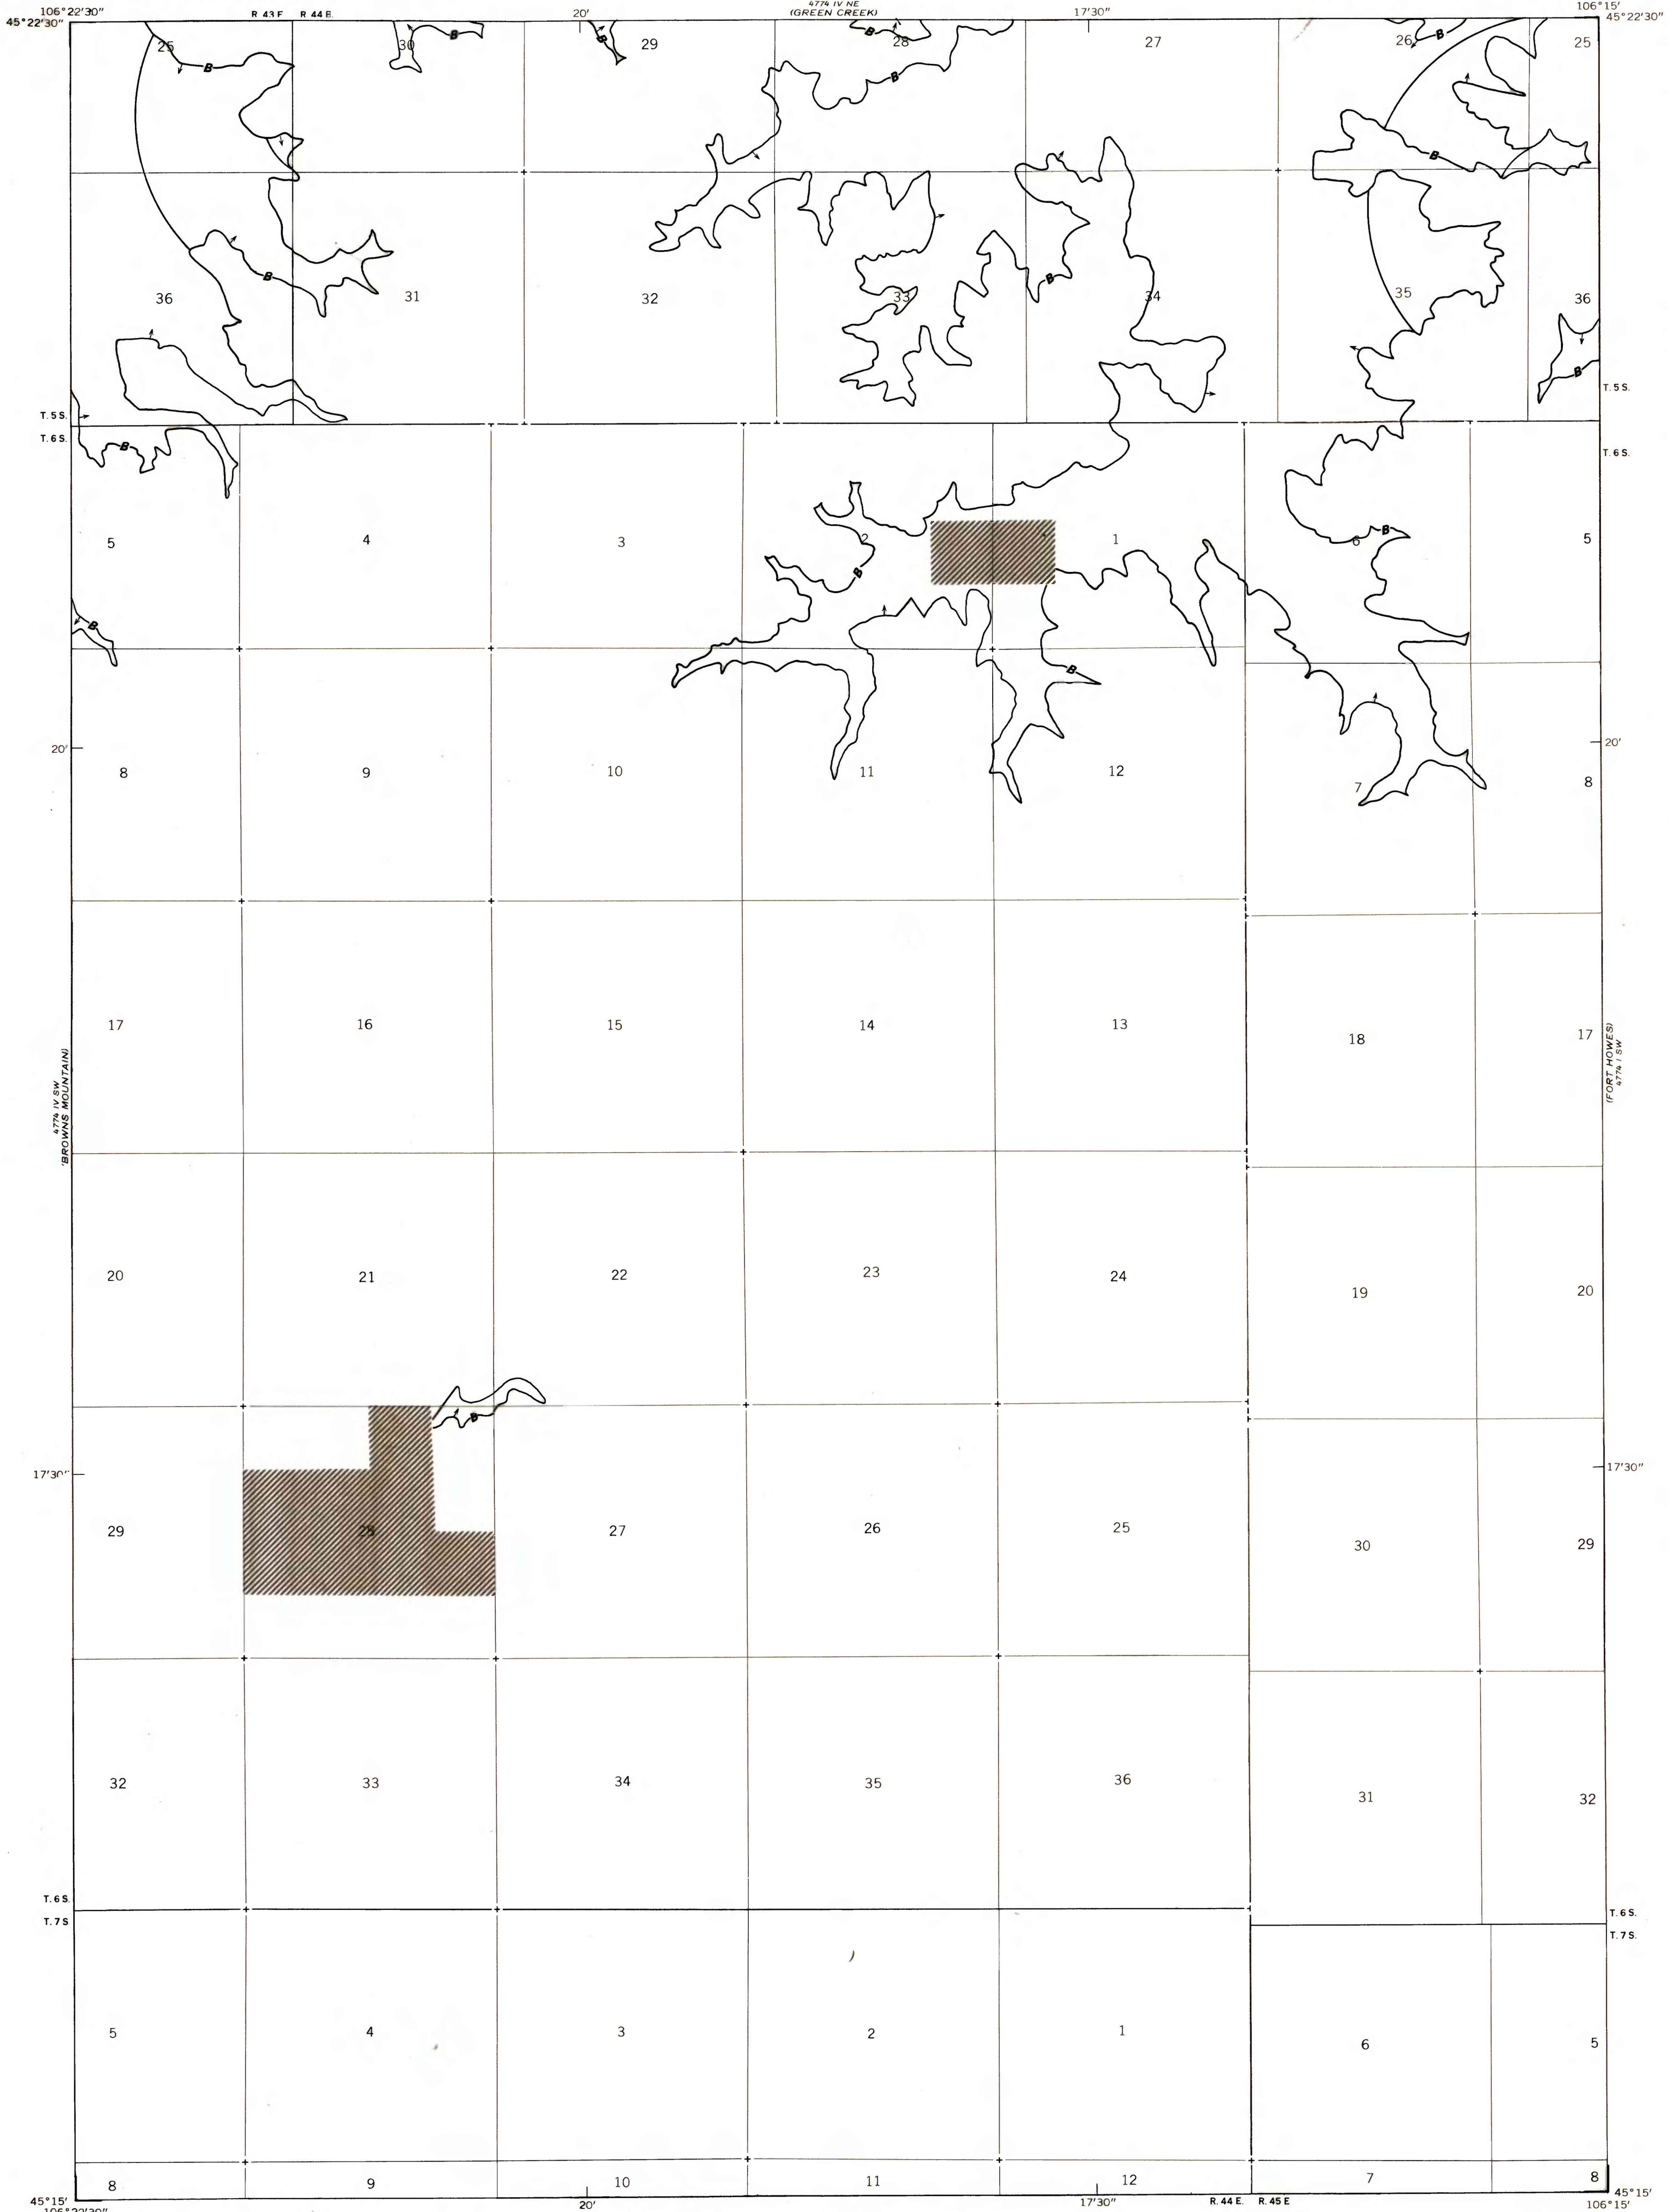 4774 IV NE
106°22'30" R 43 E R 44 E. 20' (GREEN CREEK) 17'30" 106°15'
45°22'30" 45°22'30"
25 30 B 29 B B 28 27 26 B 25
B B
B
B B
36 31 32 33 34 35 36
B
T. 5 S. T. 5 S.
T. 6 S. B T. 6 S.
5 4 3 2 1 6 B 5
B
B
B
20' 20'
8 9 10 11 12 7 8
17 16 15 14 13 18 17
4774 IV SW
(BROWNS MOUNTAIN)
(FORT HOWES)
4774 I SW
20 21 22 23 24 19 20
B
17'30" 17'30"
29 28 27 26 25 30 29
32 33 34 35 36 31 32
T. 6 S. T. 6 S.
T. 7 S T. 7 S.
5 4 3 2 1 6 5
8 9 10 11 12 7 8
45°15' 20' 17'30" R. 44 E. R. 45 E 45°15'
106°22'30" 106°15'